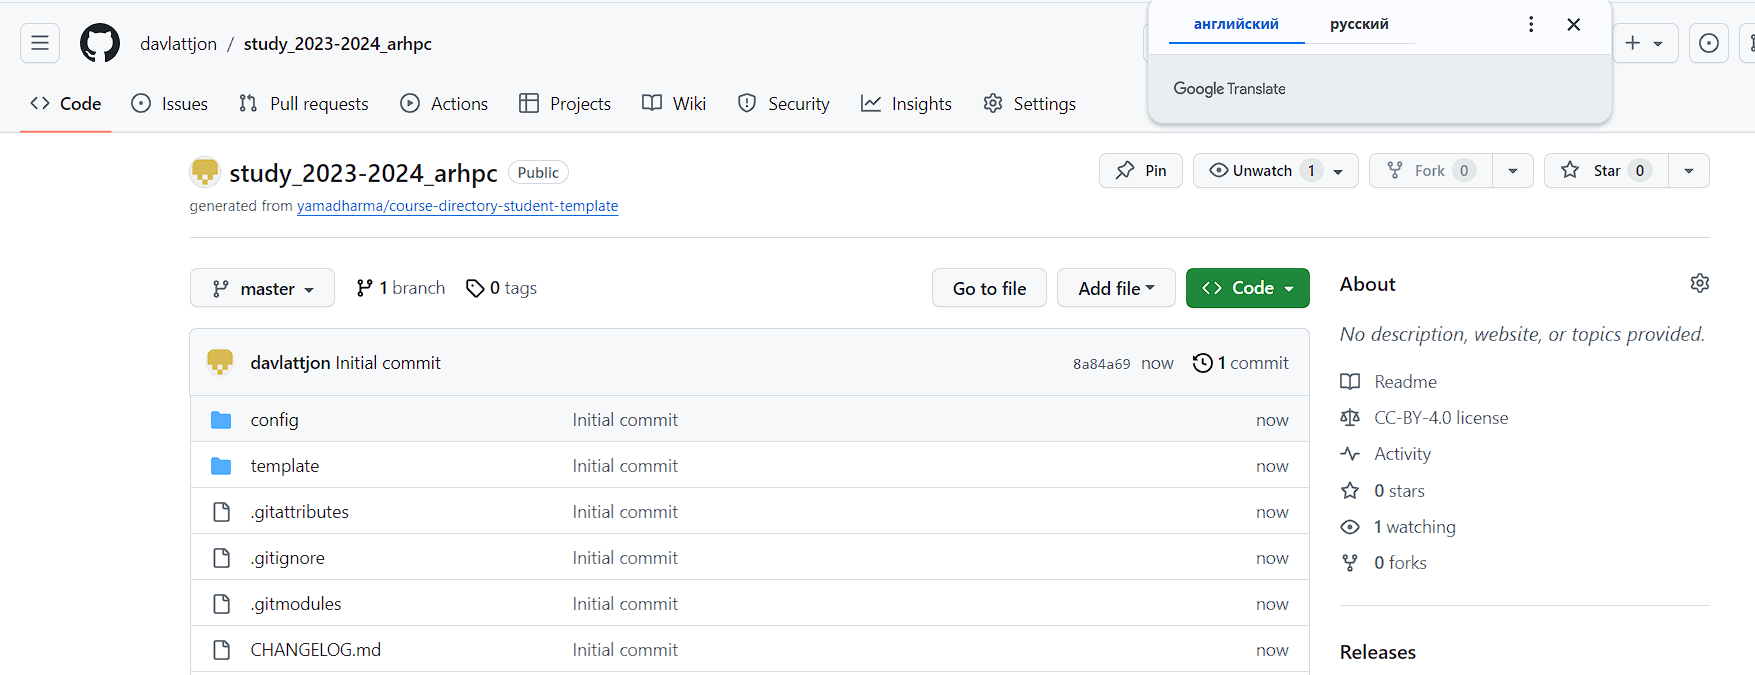 davlattjon / study_2023-2024_arhpc
английский русский
Google Translate
Code Issues Pull requests Actions Projects Wiki Security Insights Settings
study_2023-2024_arhpc Public
Pin Unwatch 1 Fork 0 Star 0
generated from yamadharma/course-directory-student-template
master 1 branch 0 tags Go to file Add file Code
About
No description, website, or topics provided.
davlattjon Initial commit 8a84a69 now 1 commit
config Initial commit now
template Initial commit now
.gitattributes Initial commit now
.gitignore Initial commit now
.gitmodules Initial commit now
CHANGELOG.md Initial commit now
Readme
CC-BY-4.0 license
Activity
0 stars
1 watching
0 forks
Releases